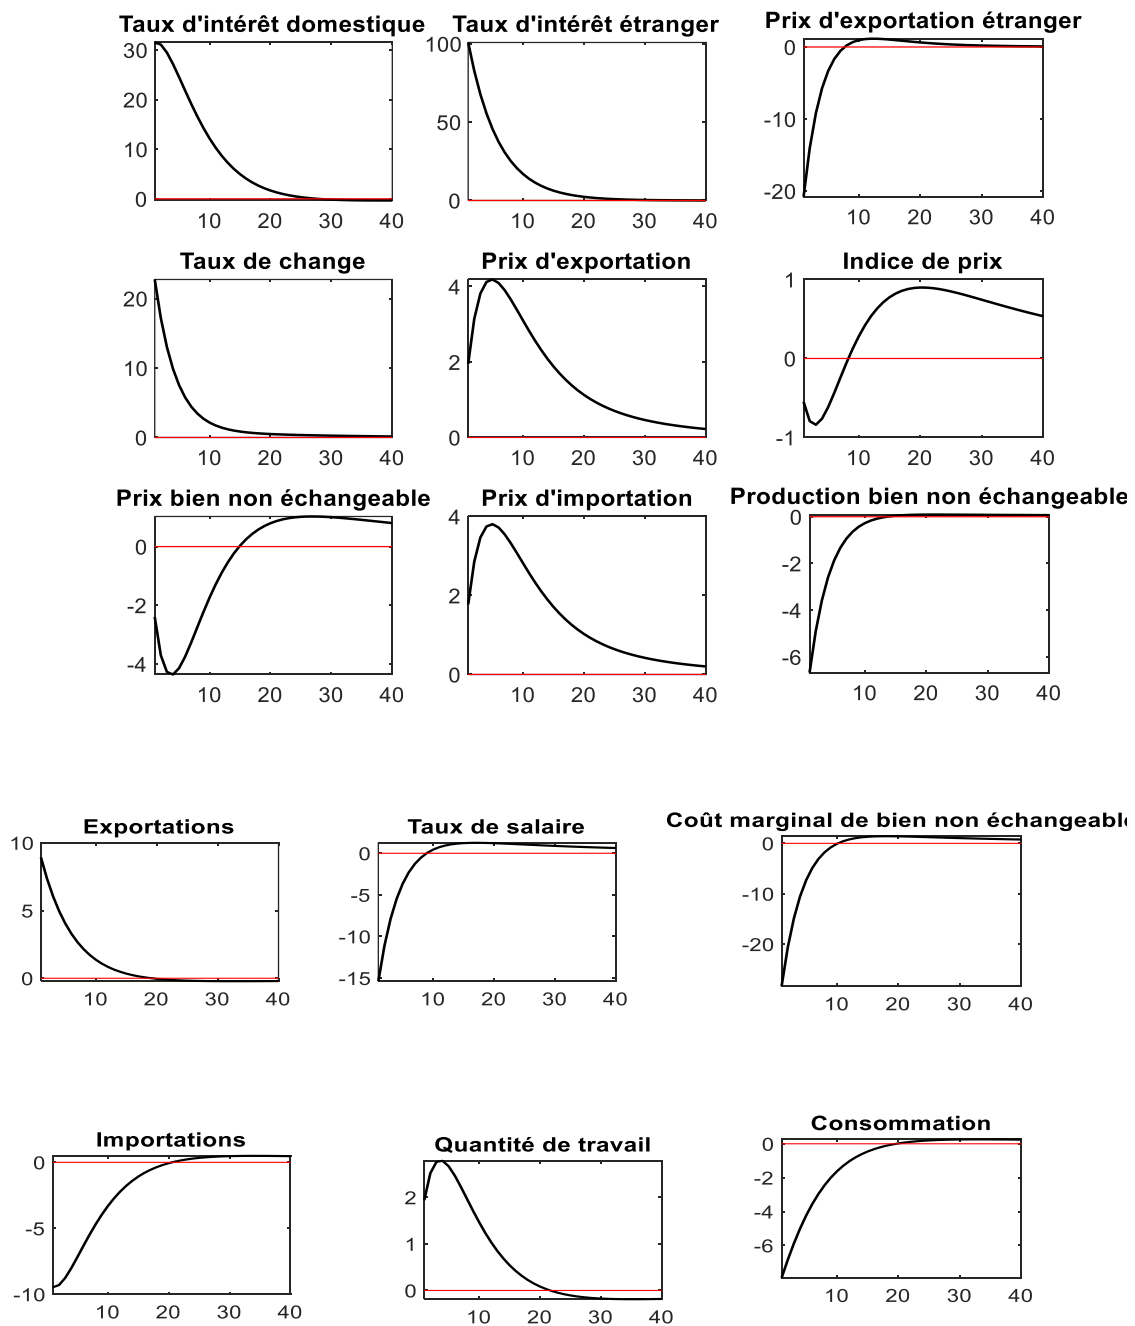 Taux d'intérêt domestique
30
20
10
0
10 20 30 40
Taux d'intérêt étranger
100
50
0
10 20 30 40
Prix d'exportation étranger
0
-10
-20
10 20 30 40
Taux de change
20
10
0
10 20 30 40
Prix d'exportation
4
2
0
10 20 30 40
Indice de prix
1
0
-1
10 20 30 40
Prix bien non échangeable
0
-2
-4
10 20 30 40
Prix d'importation
4
2
0
10 20 30 40
Production bien non échangeable
0
-2
-4
-6
10 20 30 40
Exportations
10
5
0
10 20 30 40
Taux de salaire
0
-5
-10
-15
10 20 30 40
Coût marginal de bien non échangeable
0
-10
-20
10 20 30 40
Importations
0
-5
-10
10 20 30 40
Quantité de travail
2
1
0
10 20 30 40
Consommation
0
-2
-4
-6
10 20 30 40